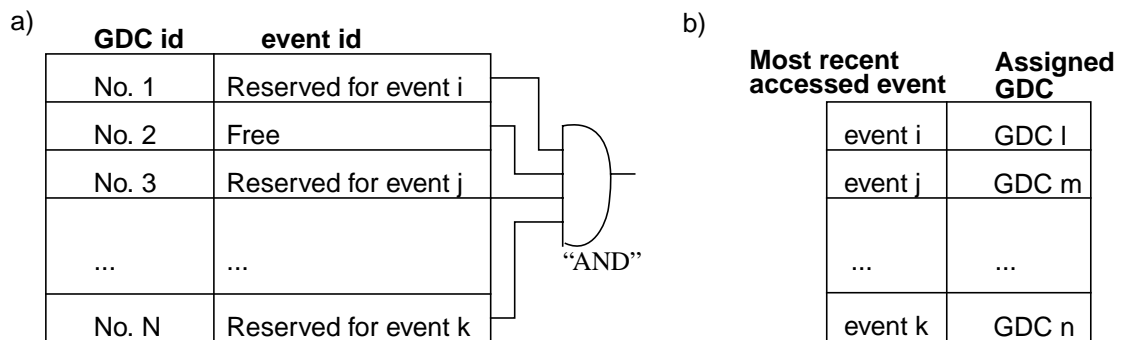 a)
GDC id event id
No. 1 Reserved for event i
No. 2 Free
No. 3 Reserved for event j
... ...
No. N Reserved for event k
“AND”
b)
Most recent accessed event Assigned GDC
event i GDC l
event j GDC m
... ...
event k GDC n